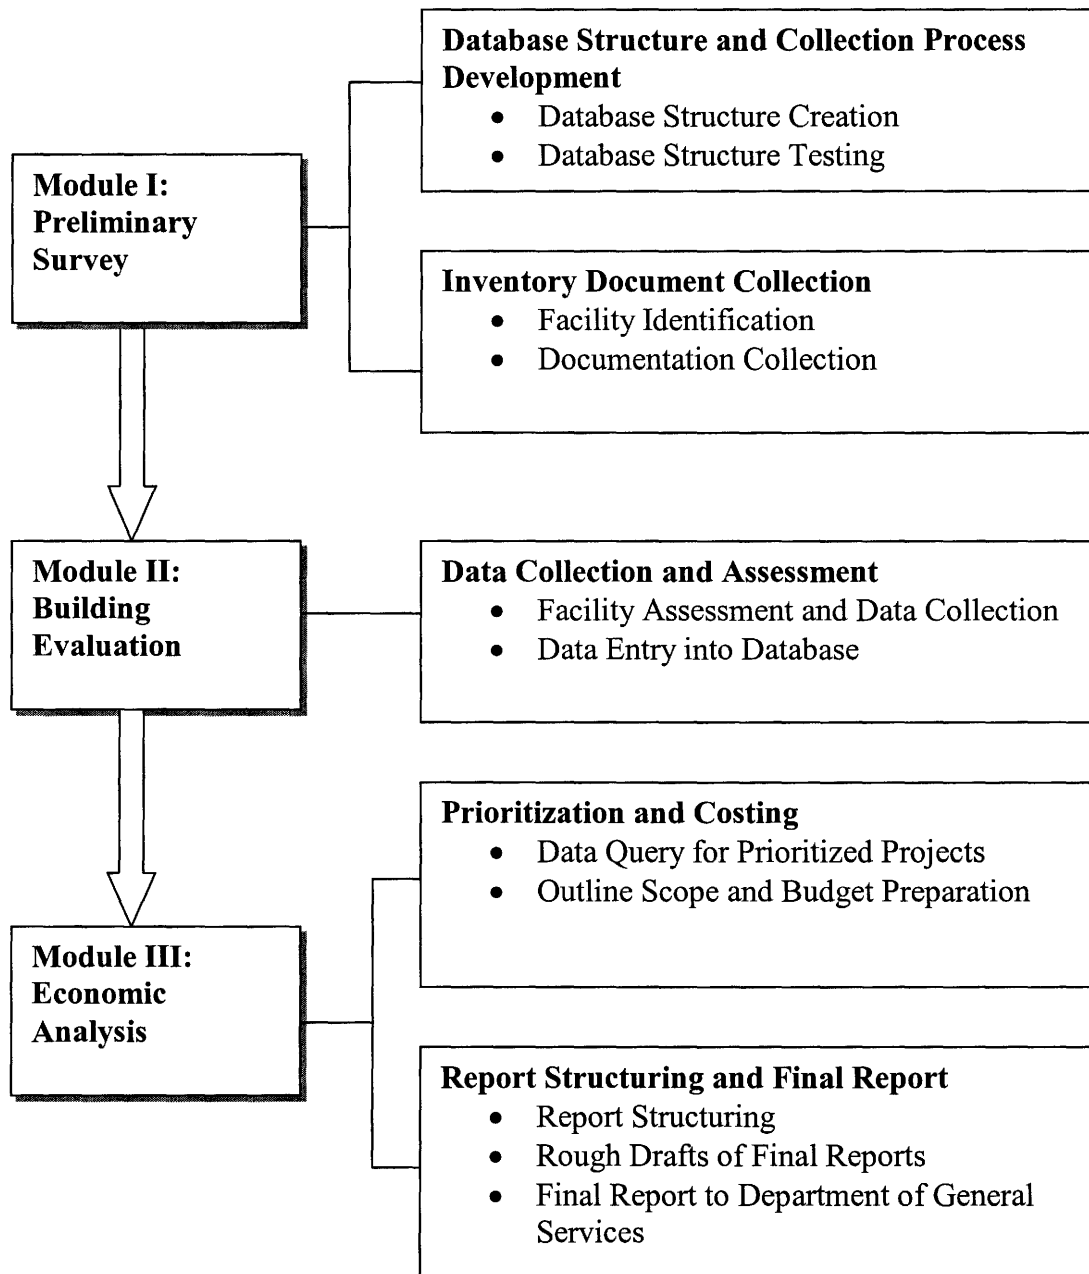 Module I:
Preliminary
Survey
Database Structure and Collection Process
Development
• Database Structure Creation
• Database Structure Testing
Inventory Document Collection
• Facility Identification
• Documentation Collection
Module II:
Building
Evaluation
Data Collection and Assessment
• Facility Assessment and Data Collection
• Data Entry into Database
Module III:
Economic
Analysis
Prioritization and Costing
• Data Query for Prioritized Projects
• Outline Scope and Budget Preparation
Report Structuring and Final Report
• Report Structuring
• Rough Drafts of Final Reports
• Final Report to Department of General
Services